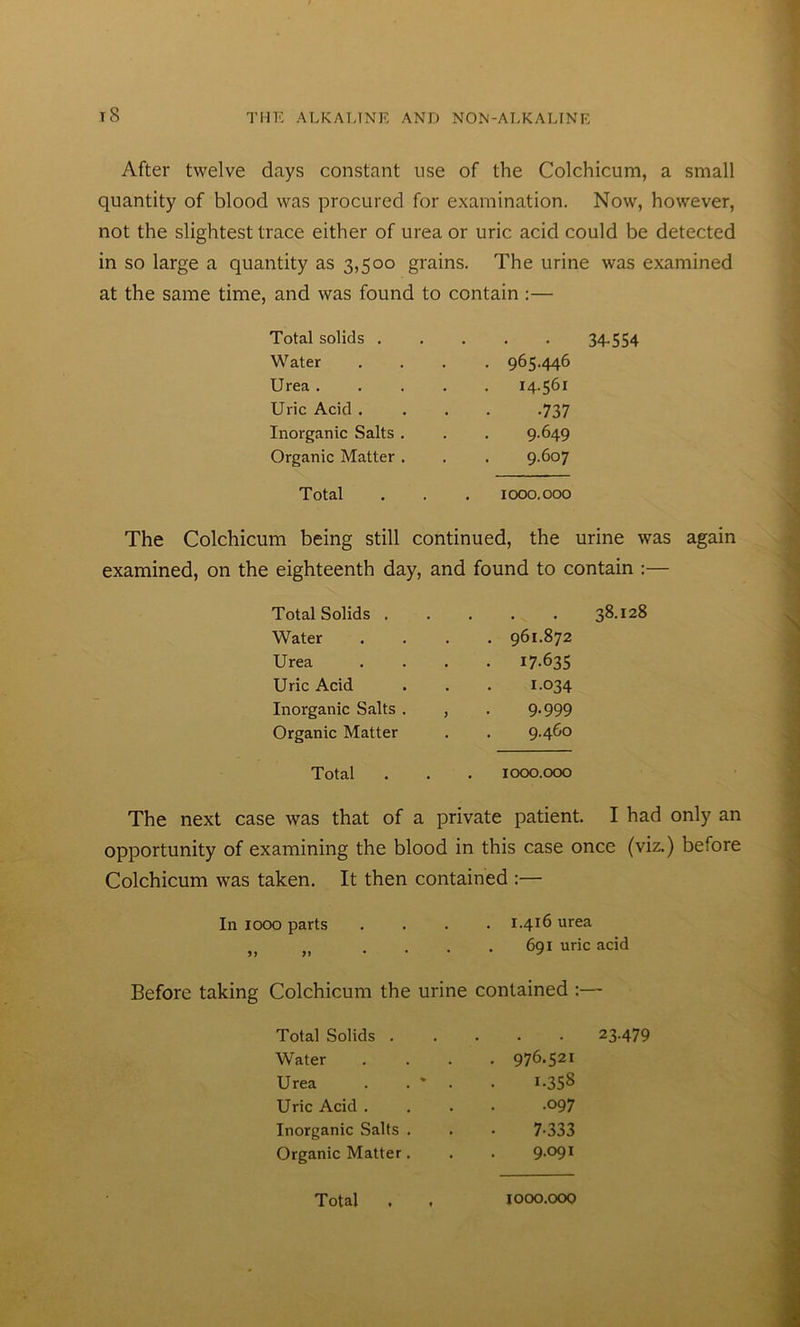 18 THE ALKALINE AND NON-ALKALINE
After twelve days constant use of the Colchicum, a small
quantity of blood was procured for examination. Now, however,
not the slightest trace either of urea or uric acid could be detected
in so large a quantity as 3,500 grains. The urine was examined
at the same time, and was found to contain :—
Total solids . . . . . 34.554
Water . . . . 965.446
Urea . . . . . 14.561
Uric Acid . . . . .737
Inorganic Salts . . . 9.649
Organic Matter . . . 9.607
Total . . . 1000.000
The Colchicum being still continued, the urine was again
examined, on the eighteenth day, and found to contain :—
Total Solids . . . . . 38.128
Water . . . . 961.872
Urea . . . . 17.635
Uric Acid . . . 1.034
Inorganic Salts . , . 9.999
Organic Matter . . 9.460
Total . . . 1000.000
The next case was that of a private patient. I had only an
opportunity of examining the blood in this case once (viz.) before
Colchicum was taken. It then contained :—
In 1000 parts . . . . 1.416 urea
,, ,, . . . . 691 uric acid
Before taking Colchicum the urine contained :—
Total Solids . . . . . 23.479
Water . . . . 976.521
Urea . . . . 1.358
Uric Acid . . . . .097
Inorganic Salts . . . 7.333
Organic Matter . . . 9.091
Total . , 1000.000